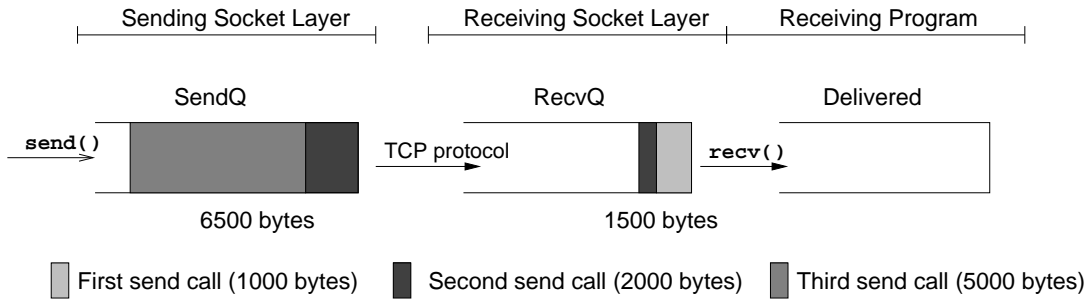 Sending Socket Layer
Receiving Socket Layer
Receiving Program
SendQ
RecvQ
Delivered
send()
TCP protocol
recv()
6500 bytes
1500 bytes
First send call (1000 bytes)
Second send call (2000 bytes)
Third send call (5000 bytes)